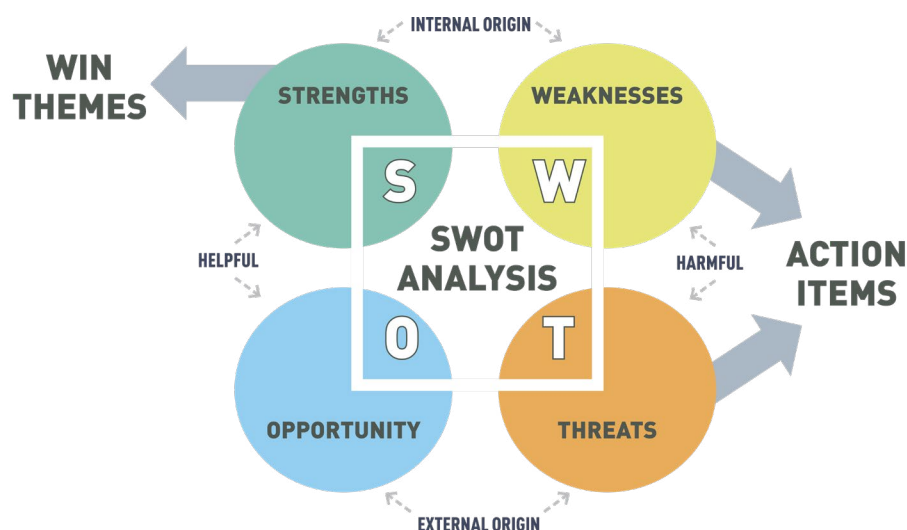 INTERNAL ORIGIN
WIN
THEMES
STRENGTHS
WEAKNESSES
S
W
SWOT
ANALYSIS
HELPFUL
HARMFUL
ACTION
ITEMS
O
T
OPPORTUNITY
THREATS
EXTERNAL ORIGIN